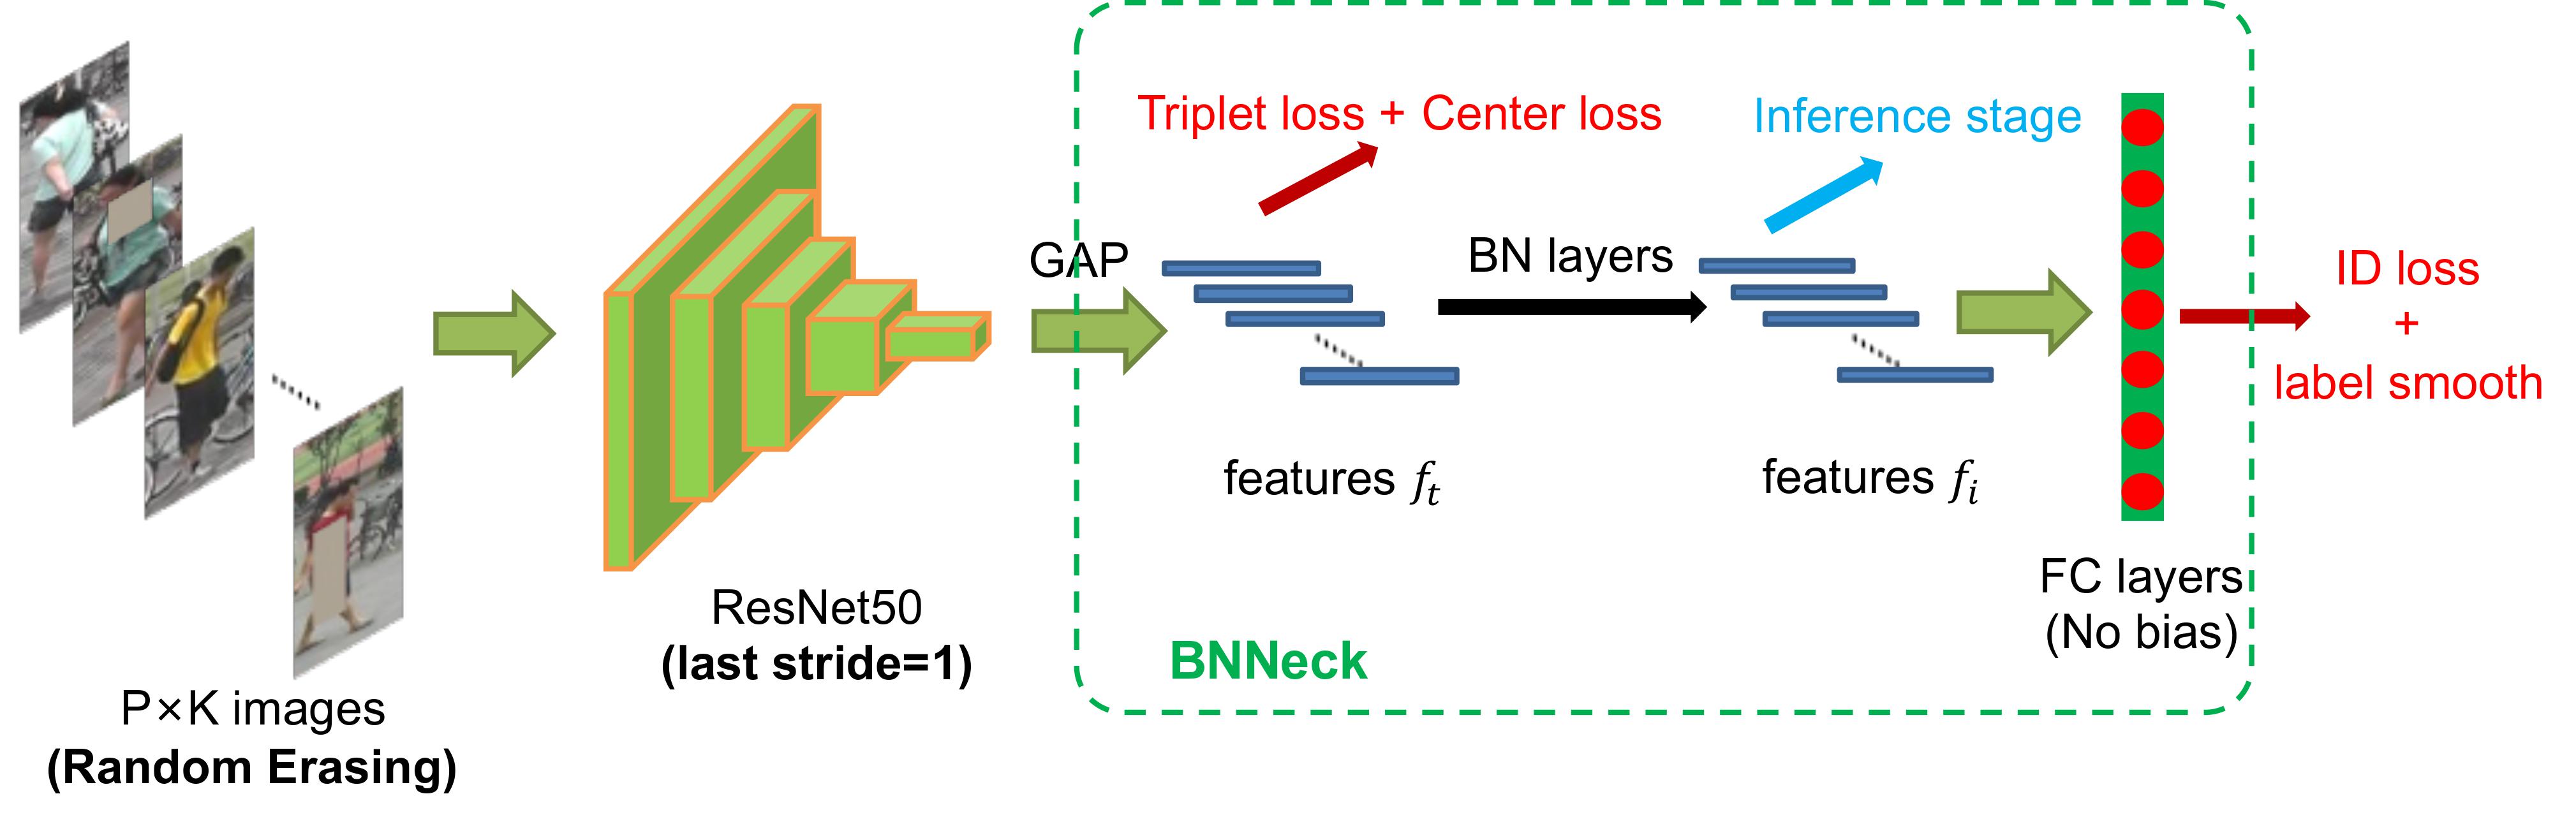 Triplet loss + Center loss
Inference stage
GAP
BN layers
ID loss
+
label smooth
features f_t
features f_i
FC layers
(No bias)
ResNet50
(last stride=1)
BNNeck
P×K images
(Random Erasing)